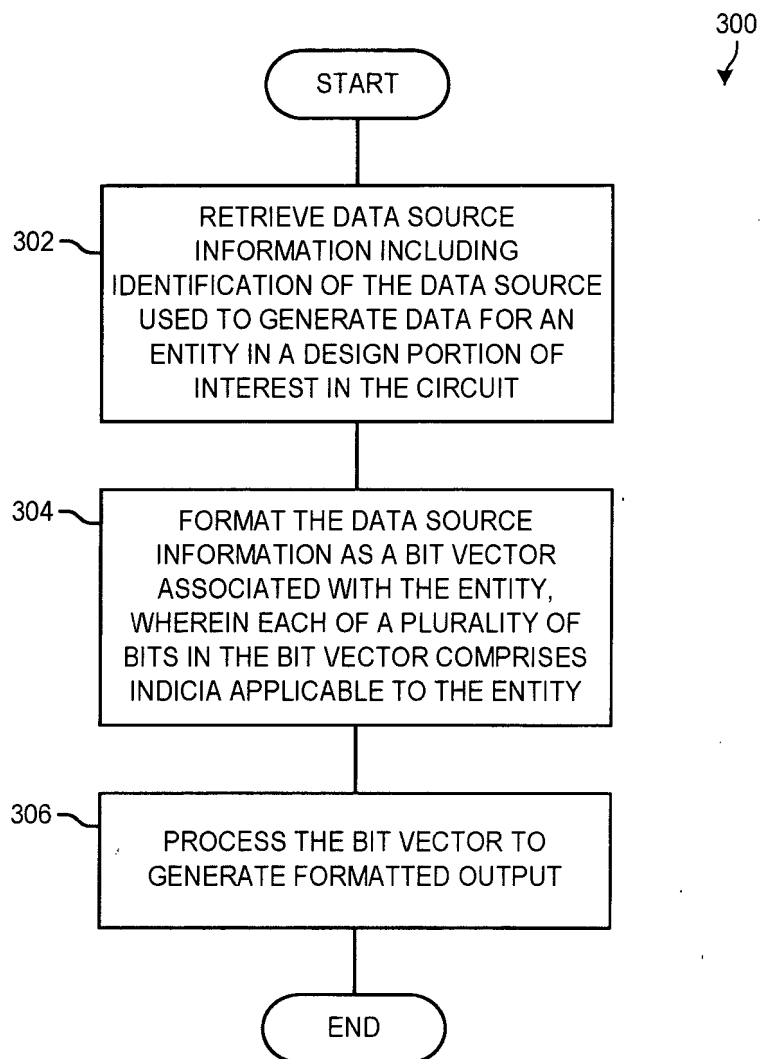 300
START
302
RETRIEVE DATA SOURCE
INFORMATION INCLUDING
IDENTIFICATION OF THE DATA SOURCE
USED TO GENERATE DATA FOR AN
ENTITY IN A DESIGN PORTION OF
INTEREST IN THE CIRCUIT
304
FORMAT THE DATA SOURCE
INFORMATION AS A BIT VECTOR
ASSOCIATED WITH THE ENTITY,
WHEREIN EACH OF A PLURALITY OF
BITS IN THE BIT VECTOR COMPRISES
INDICIA APPLICABLE TO THE ENTITY
306
PROCESS THE BIT VECTOR TO
GENERATE FORMATTED OUTPUT
END